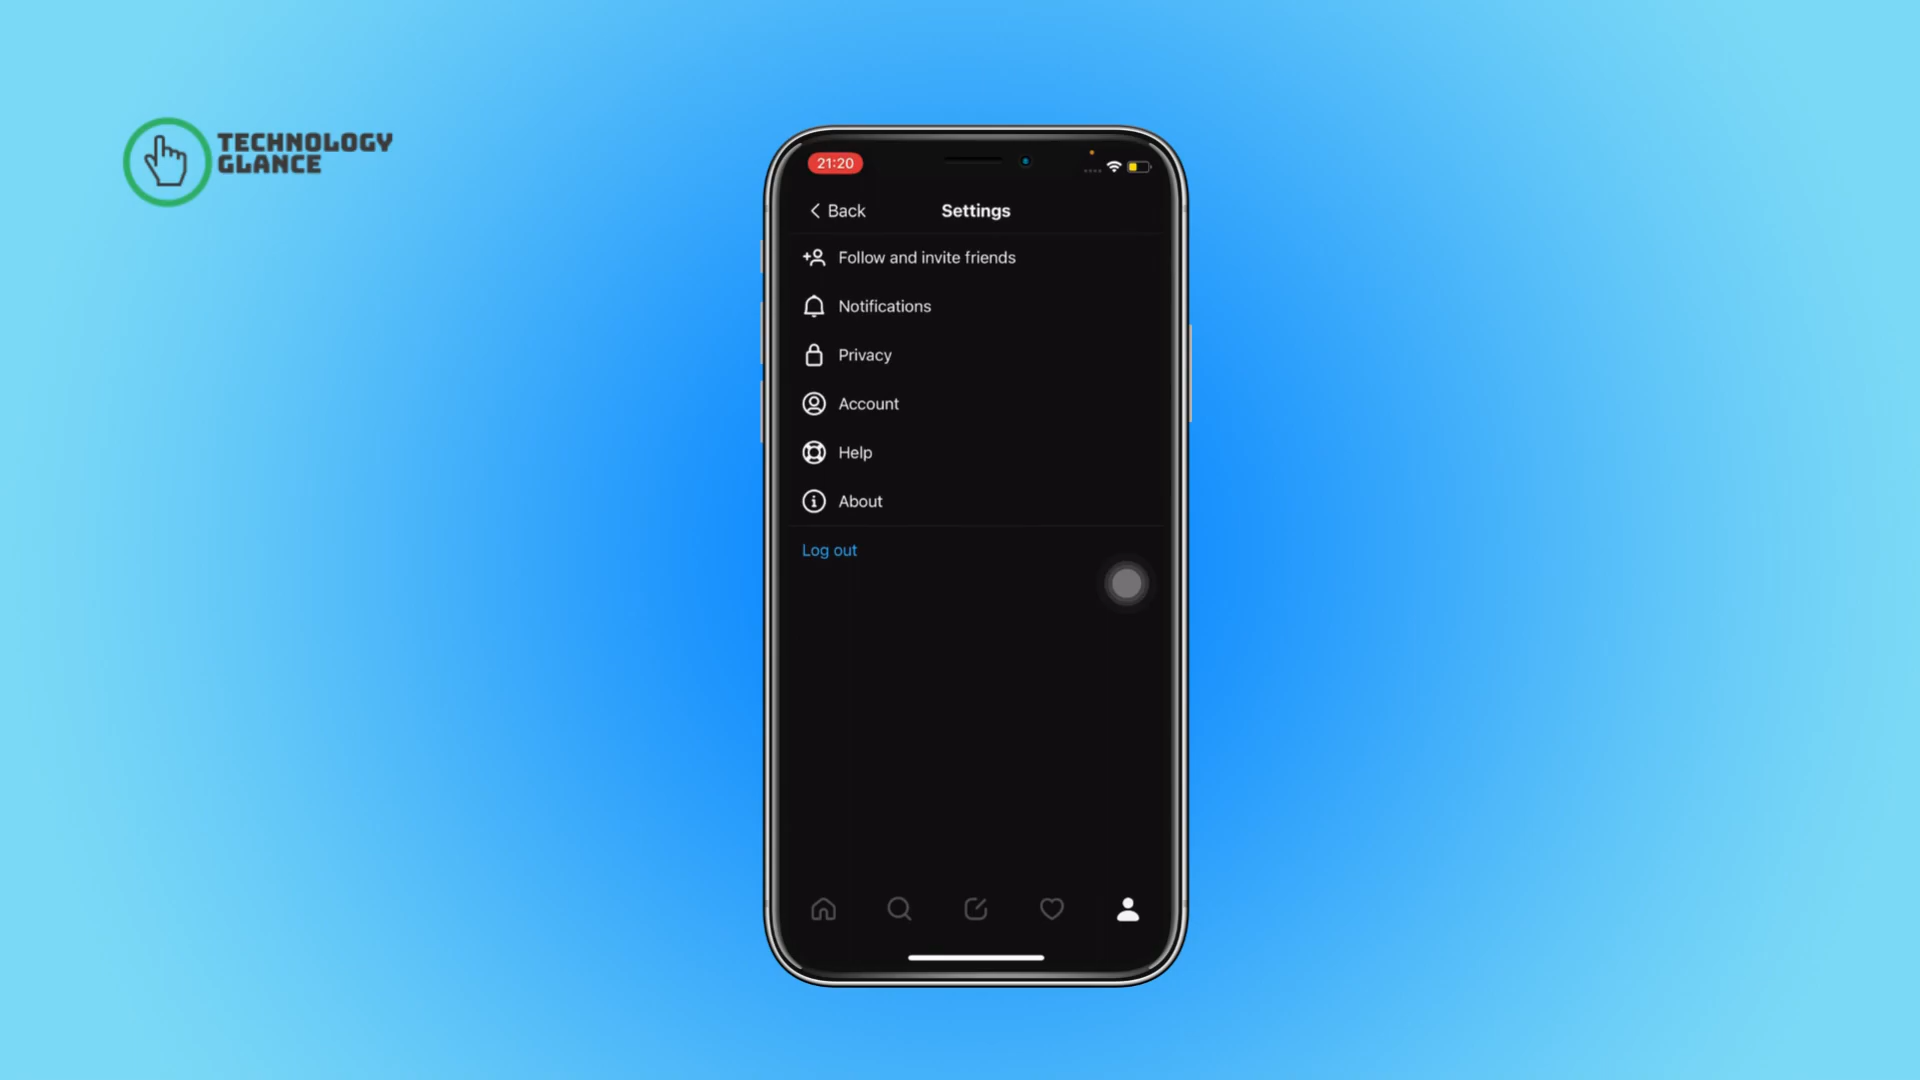 TECHNOLOGY
GLANCE
21:20
Back
Settings
Follow and invite friends
Notifications
Privacy
Account
Help
About
Log out